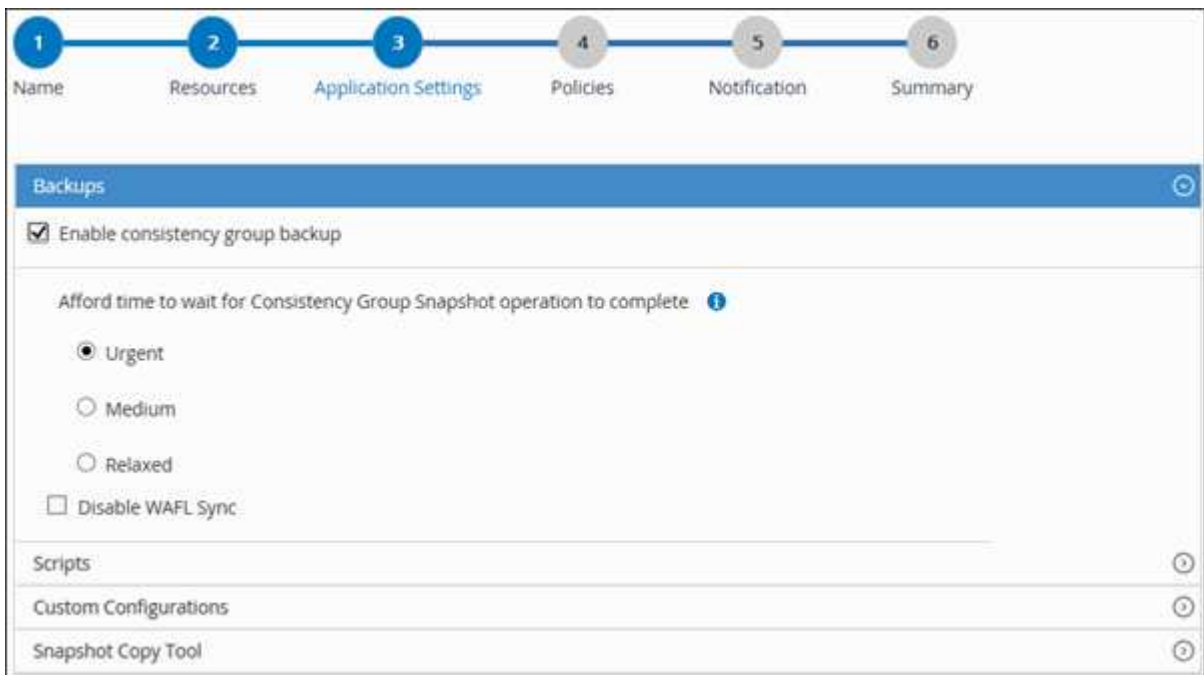 1 2 3 4 5 6
Name Resources Application Settings Policies Notification Summary
Backups
Enable consistency group backup
Afford time to wait for Consistency Group Snapshot operation to complete i
Urgent
Medium
Relaxed
Disable WAFL Sync
Scripts
Custom Configurations
Snapshot Copy Tool